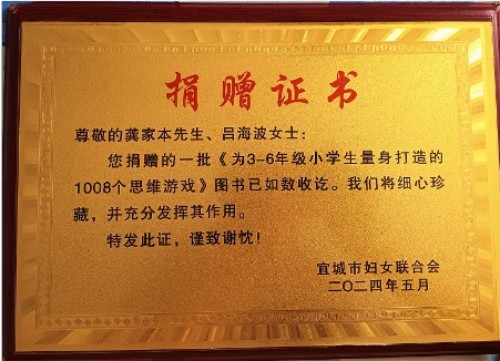 捐赠证书
尊敬的龚家本先生、吕海波女士：
您捐赠的一批《为3-6年级小学生量身打造的
1008个思维游戏》图书已如数收讫。我们将细心珍
藏，并充分发挥其作用。
特发此证，谨致谢忱！
宜城市妇女联合会
二〇二四年五月